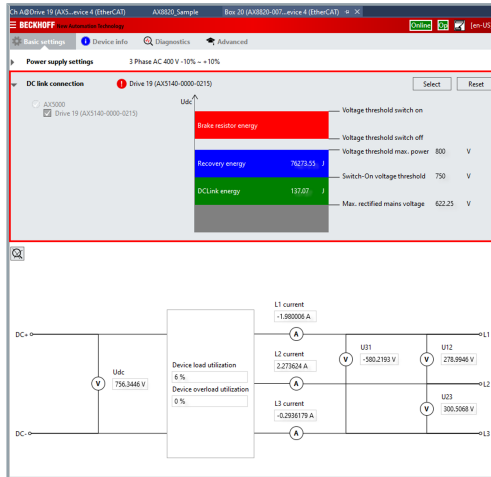 Ch A@Drive 19 (AX5...evice 4 (EtherCAT) AX8820_Sample Box 20 (AX8820-007...evice 4 (EtherCAT)
BECKHOFF New Automation Technology Online Op [en-US
Basic settings Device info Diagnostics Advanced
Power supply settings 3 Phase AC 400 V -10% ~ +10%
DC link connection Drive 19 (AX5140-0000-0215) Select Reset
AX5000
Drive 19 (AX5140-0000-0215)
Udc
Voltage threshold switch on
Brake resistor energy
Voltage threshold switch off
Voltage threshold max. power 800 V
Recovery energy 76273.55 J
Switch-On voltage threshold 750 V
DCLink energy 137.07 J
Max. rectified mains voltage 622.25 V
L1 current
-1.980006 A
DC+ A L1
U31 U12
Udc V -580.2193 V V 278.9946 V
V 756.3446 V
Device load utilization
6 %
Device overload utilization
0 %
L2 current
2.273624 A
A L2
U23
V 300.5068 V
L3 current
-0.2936179 A
DC- A L3